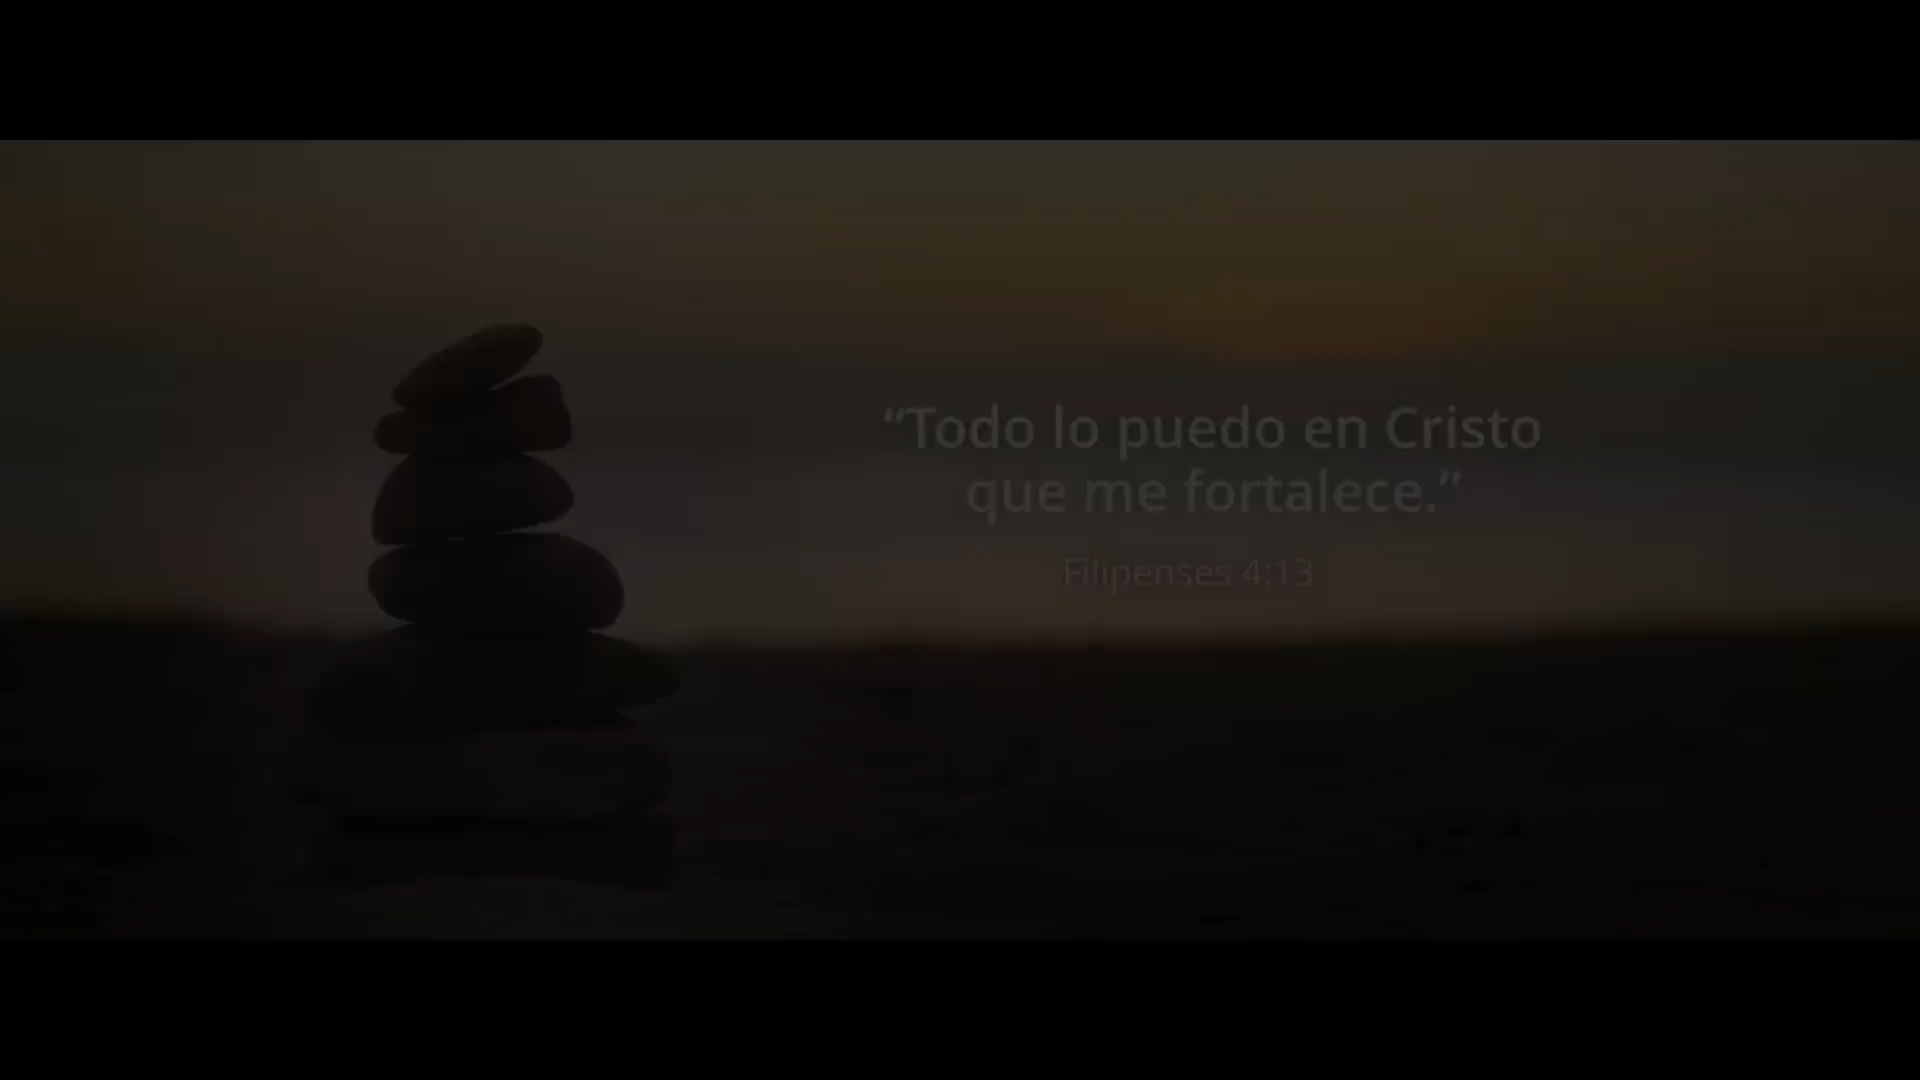 “Todo lo puedo en Cristo
que me fortalece.”
Filipenses 4:13